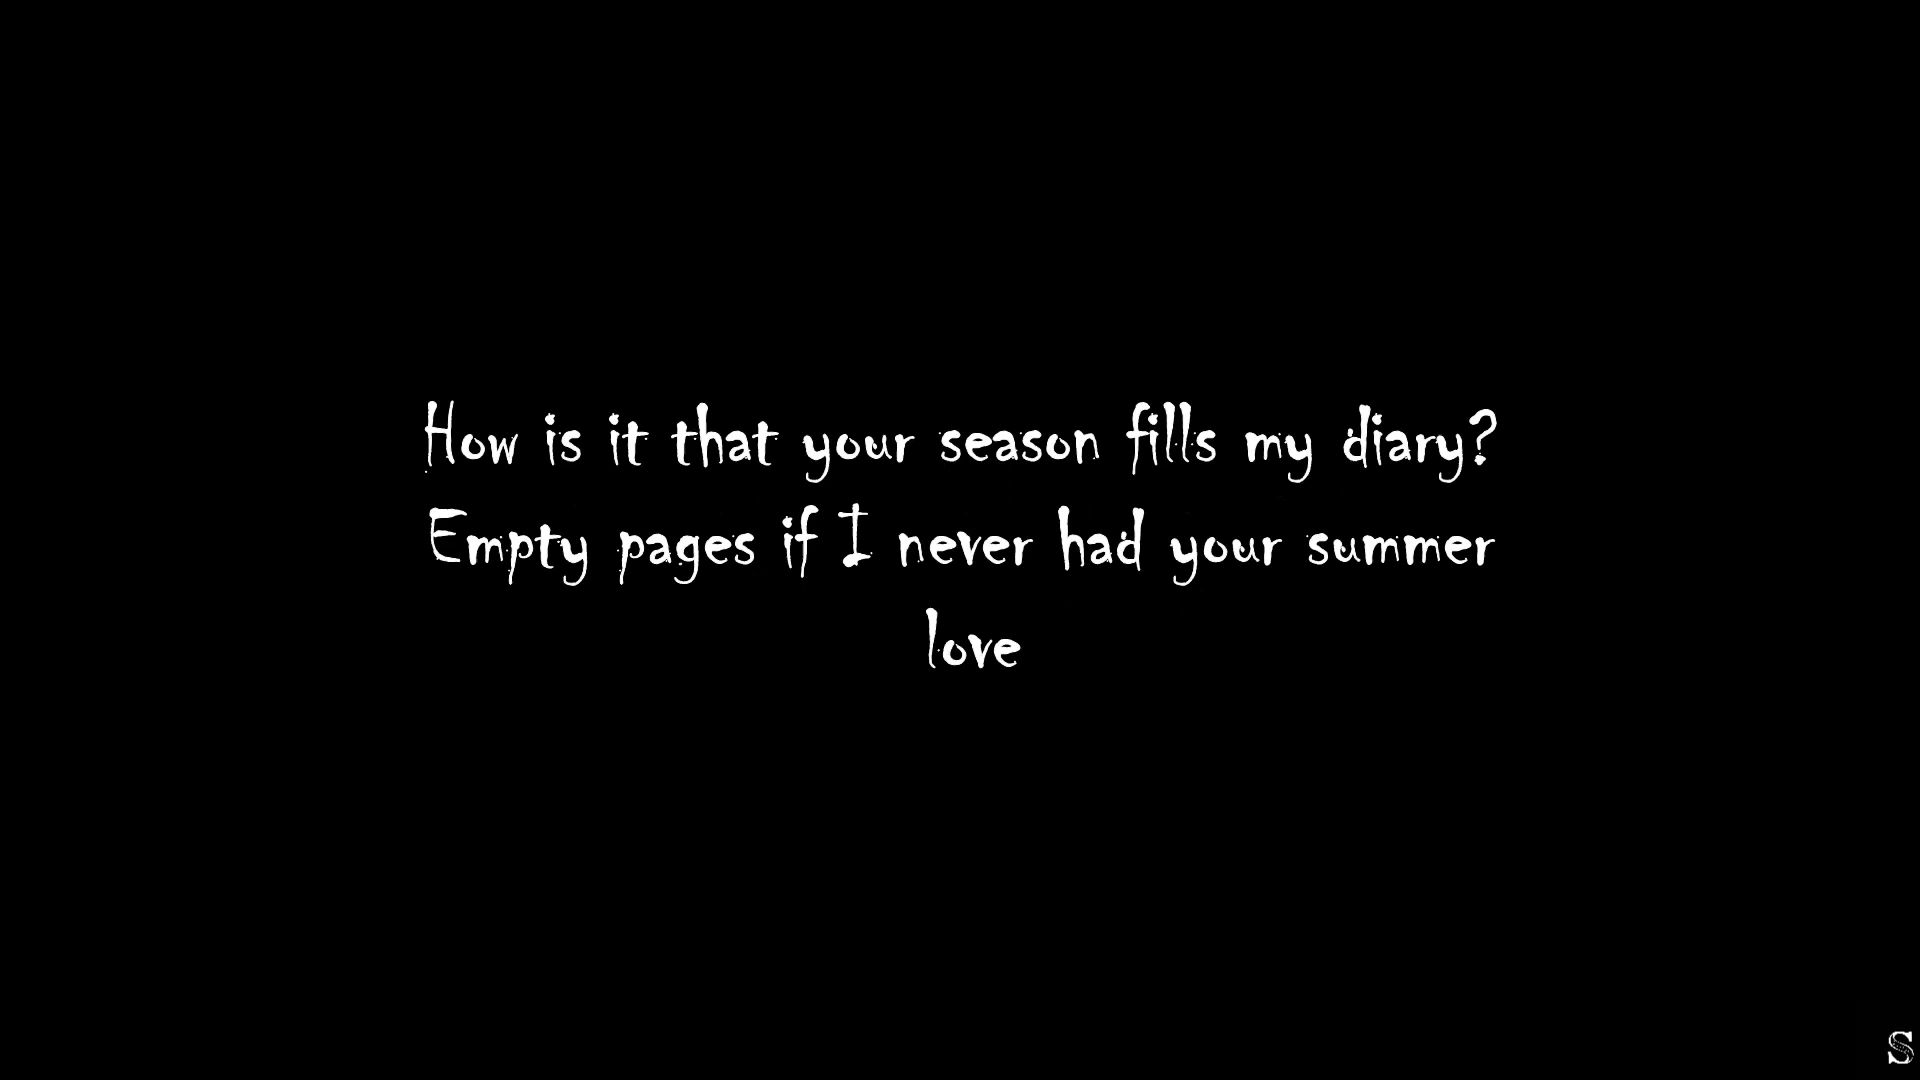 How is it that your season fills my diary?
Empty pages if I never had your summer
love
S